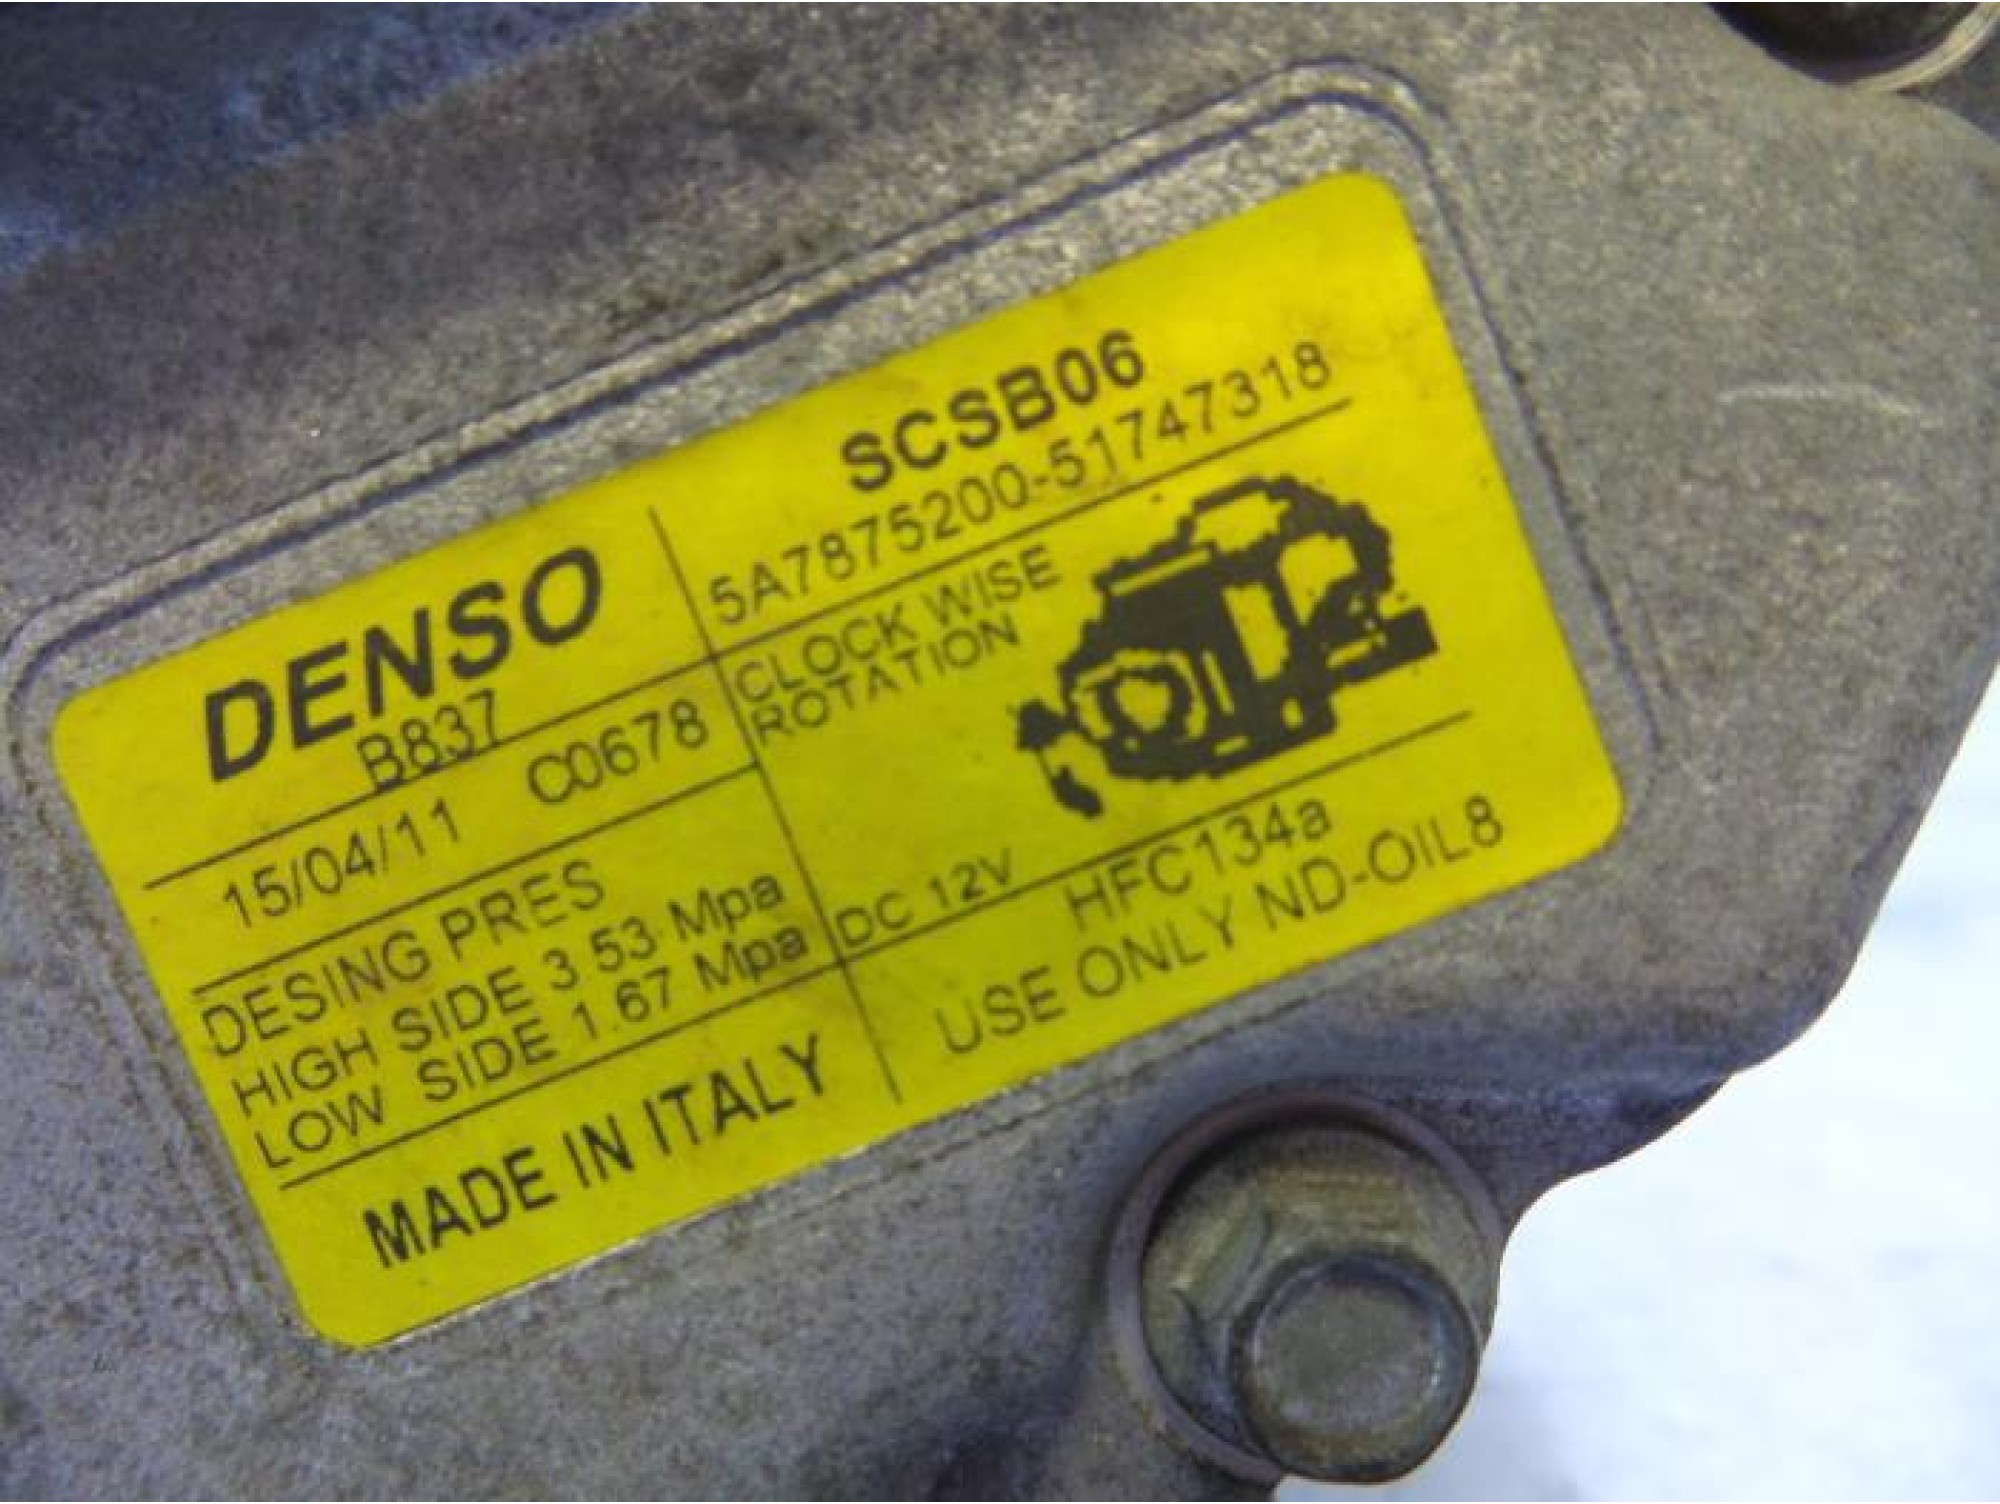 DENSO
B837
15/04/11 C0678
DESING PRES
HIGH SIDE 3 53 Mpa
LOW SIDE 1.67 Mpa
MADE IN ITALY
SCSB06
5A7875200-51747318
CLOCK WISE
ROTATION
DC 12V
HFC134a
USE ONLY ND-OIL8